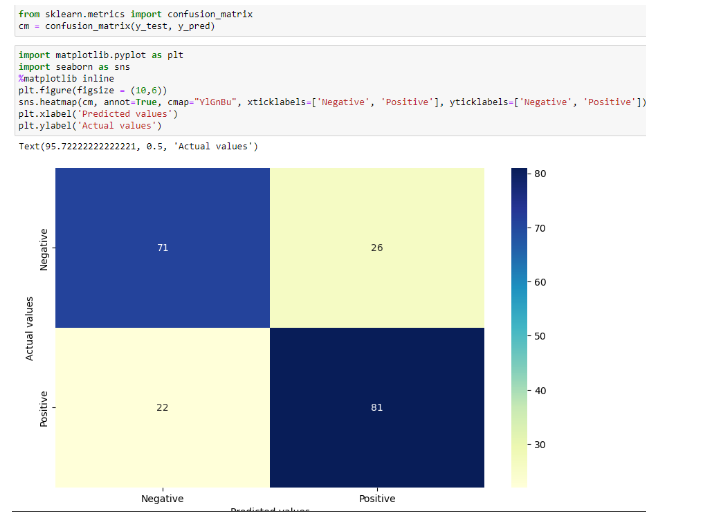 from sklearn.metrics import confusion_matrix
cm = confusion_matrix(y_test, y_pred)
import matplotlib.pyplot as plt
import seaborn as sns
%matplotlib inline
plt.figure(figsize = (10,6))
sns.heatmap(cm, annot=True, cmap="YlGnBu", xticklabels=['Negative', 'Positive'], yticklabels=['Negative', 'Positive'])
plt.xlabel('Predicted values')
plt.ylabel('Actual values')
Text(95.72222222222221, 0.5, 'Actual values')
Actual values
Negative
71
26
Positive
22
81
Negative
Positive
Predicted values
80
70
60
50
40
30